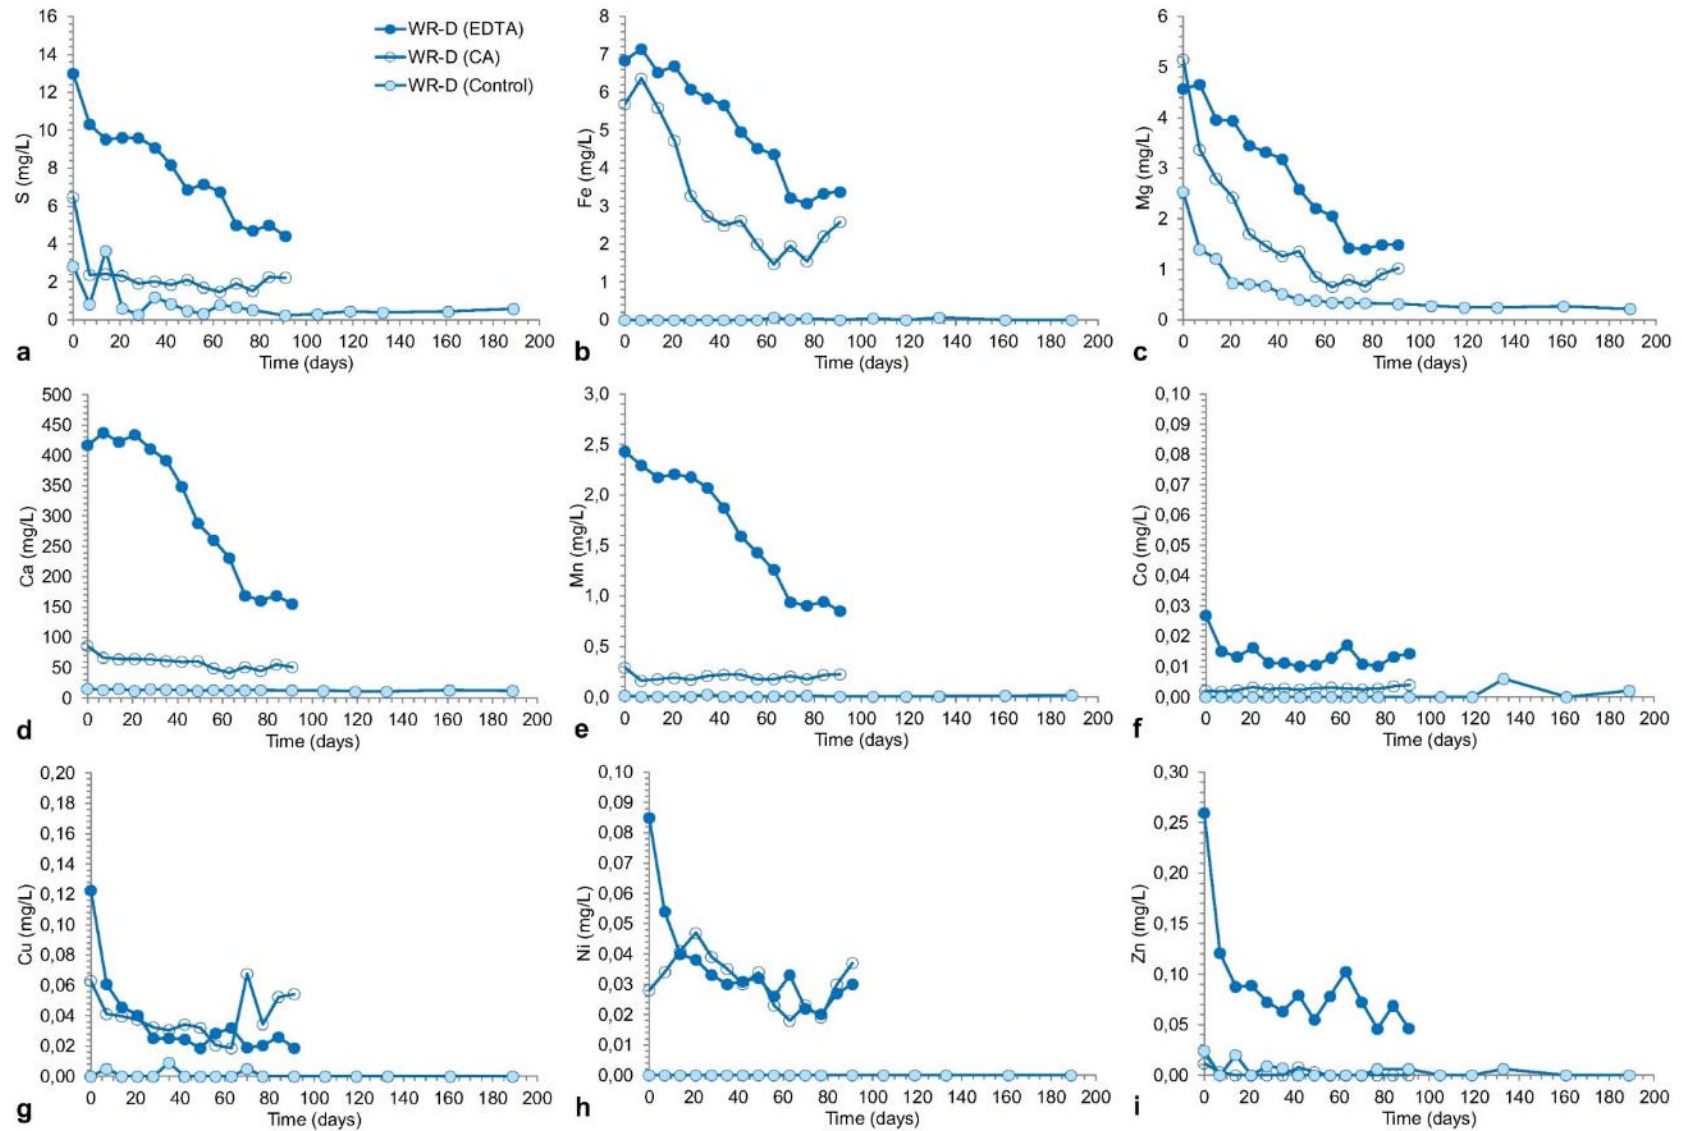 16
14
12
10
8
6
4
2
0
S (mg/L)
0 20 40 60 80 100 120 140 160 180 200
Time (days)
a
WR-D (EDTA)
WR-D (CA)
WR-D (Control)
8
7
6
5
4
3
2
1
0
Fe (mg/L)
0 20 40 60 80 100 120 140 160 180 200
Time (days)
b
6
5
4
3
2
1
0
Mg (mg/L)
0 20 40 60 80 100 120 140 160 180 200
Time (days)
c
500
450
400
350
300
250
200
150
100
50
0
Ca (mg/L)
0 20 40 60 80 100 120 140 160 180 200
Time (days)
d
3,0
2,5
2,0
1,5
1,0
0,5
0,0
Mn (mg/L)
0 20 40 60 80 100 120 140 160 180 200
Time (days)
e
0,10
0,09
0,08
0,07
0,06
0,05
0,04
0,03
0,02
0,01
0,00
Co (mg/L)
0 20 40 60 80 100 120 140 160 180 200
Time (days)
f
0,20
0,18
0,16
0,14
0,12
0,10
0,08
0,06
0,04
0,02
0,00
Cu (mg/L)
0 20 40 60 80 100 120 140 160 180 200
Time (days)
g
0,10
0,09
0,08
0,07
0,06
0,05
0,04
0,03
0,02
0,01
0,00
Ni (mg/L)
0 20 40 60 80 100 120 140 160 180 200
Time (days)
h
0,30
0,25
0,20
0,15
0,10
0,05
0,00
Zn (mg/L)
0 20 40 60 80 100 120 140 160 180 200
Time (days)
i